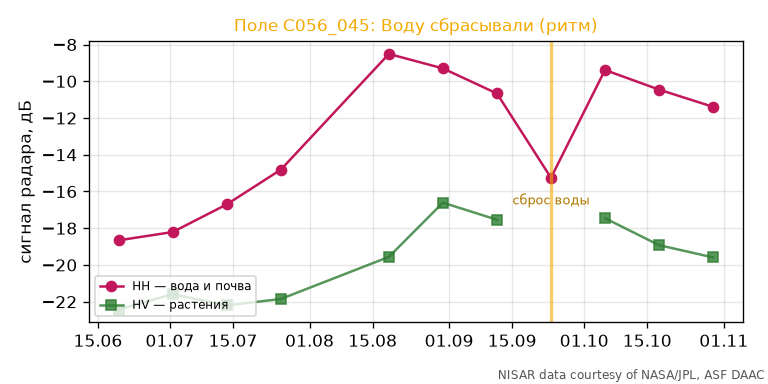 Поле C056_045: Воду сбрасывали (ритм)
сигнал радара, дБ
−8
−10
−12
−14
−16
−18
−20
−22
сброс воды
HH — вода и почва
HV — растения
15.06 01.07 15.07 01.08 15.08 01.09 15.09 01.10 15.10 01.11
NISAR data courtesy of NASA/JPL, ASF DAAC